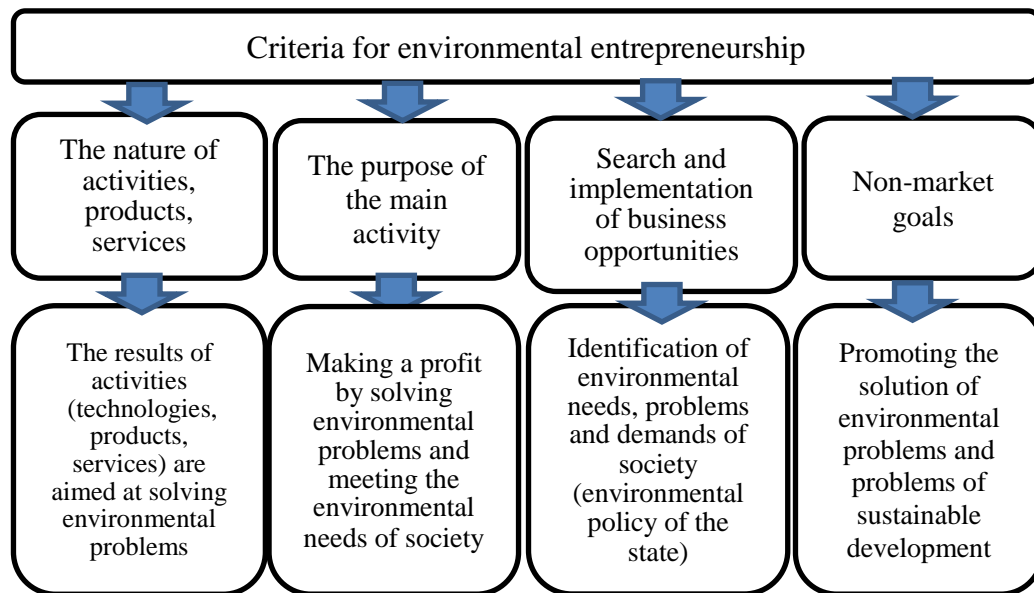 Criteria for environmental entrepreneurship
The nature of
activities,
products,
services
The purpose of
the main
activity
Search and
implementation
of business
opportunities
Non-market
goals
The results of
activities
(technologies,
products,
services) are
aimed at solving
environmental
problems
Making a profit
by solving
environmental
problems and
meeting the
environmental
needs of society
Identification of
environmental
needs, problems
and demands of
society
(environmental
policy of the
state)
Promoting the
solution of
environmental
problems and
problems of
sustainable
development